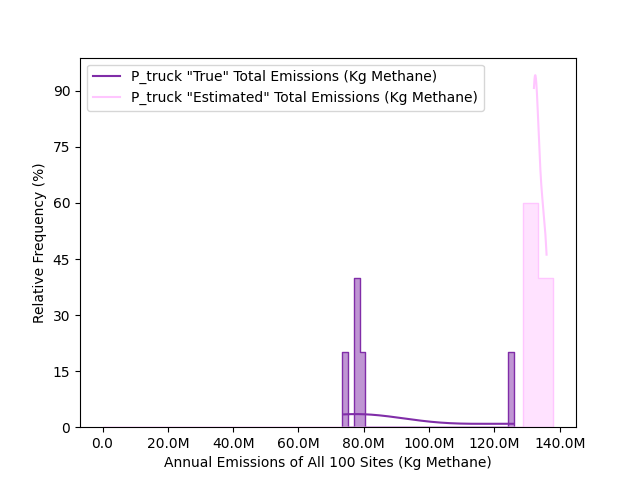 P_truck "True" Total Emissions (Kg Methane)
P_truck "Estimated" Total Emissions (Kg Methane)
90
75
60
45
30
15
0
Relative Frequency (%)
0.0 20.0M 40.0M 60.0M 80.0M 100.0M 120.0M 140.0M
Annual Emissions of All 100 Sites (Kg Methane)